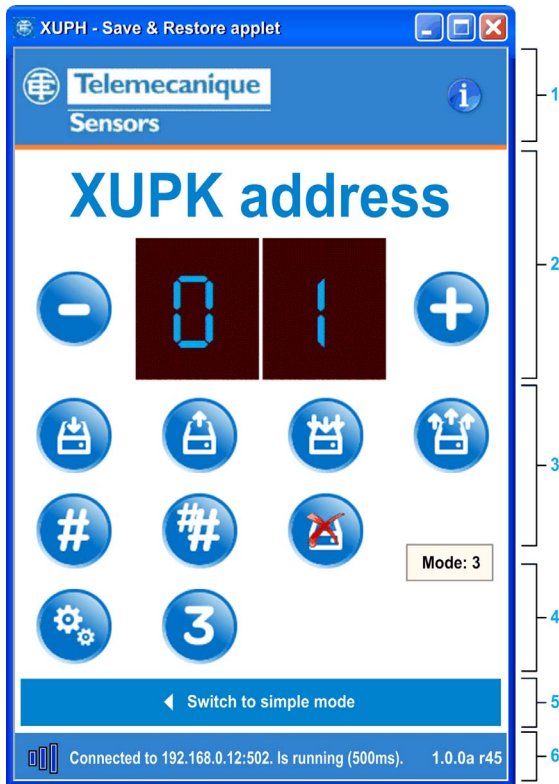 XUPH - Save & Restore applet
Telemecanique
Sensors
i
1
XUPK address
2
- 01 +
3
# ##
Mode: 3
3
4
Switch to simple mode
5
Connected to 192.168.0.12:502. Is running (500ms). 1.0.0a r45
6